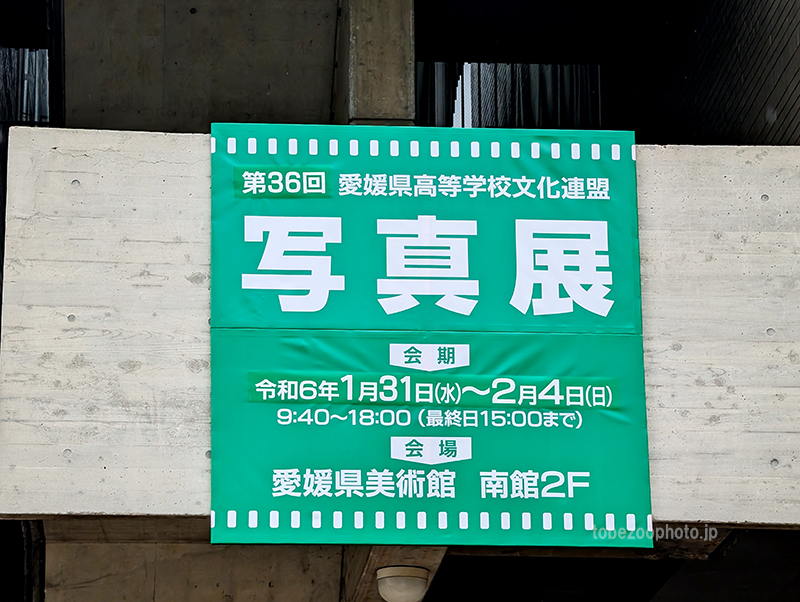 第36回 愛媛県高等学校文化連盟
写真展
会期
令和6年1月31日(水)～2月4日(日)
9:40～18:00（最終日15:00まで）
会場
愛媛県美術館 南館2F
tobezoophoto.jp